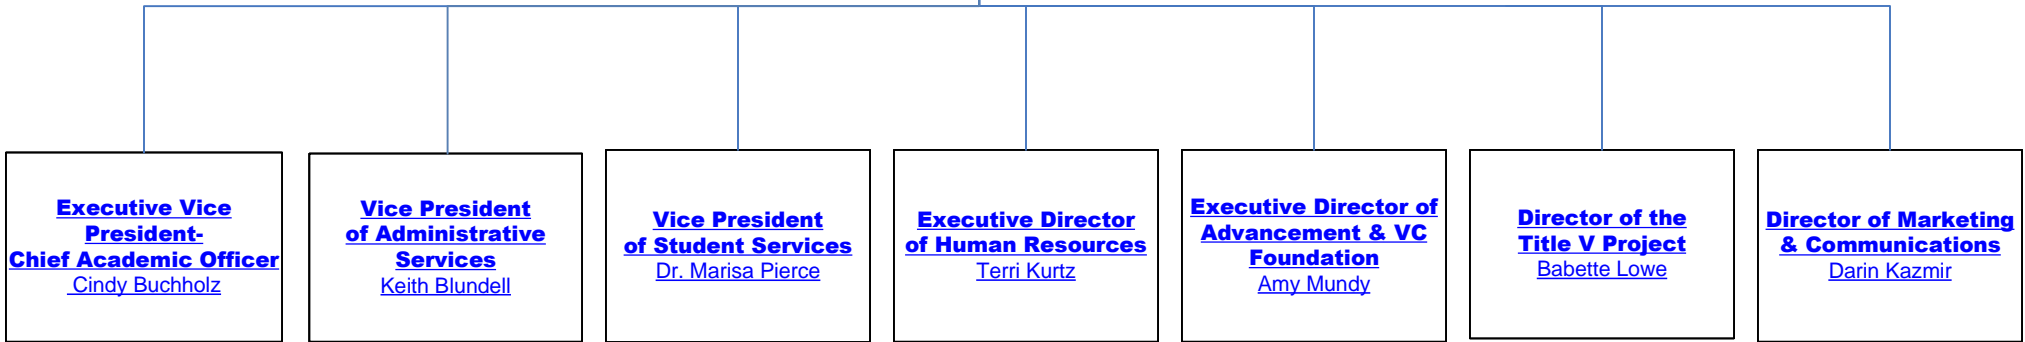 Executive Vice
President-
Chief Academic Officer
Cindy Buchholz
Vice President
of Administrative
Services
Keith Blundell
Vice President
of Student Services
Dr. Marisa Pierce
Executive Director
of Human Resources
Terri Kurtz
Executive Director of
Advancement & VC
Foundation
Amy Mundy
Director of the
Title V Project
Babette Lowe
Director of Marketing
& Communications
Darin Kazmir